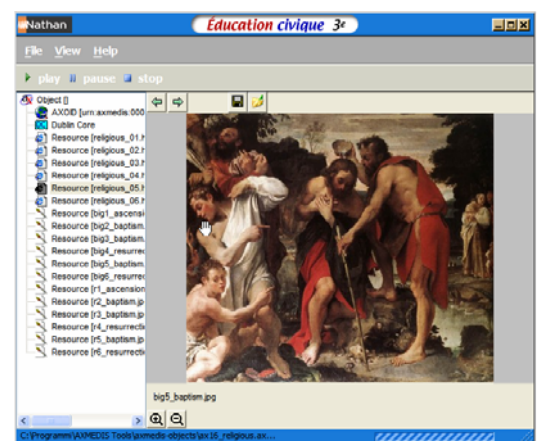 Nathan
Éducation civique 3e
File View Help
play pause stop
Object []
AXOID [urn:axmedis:000
Dublin Core
Resource [religious_01.h
Resource [religious_02.h
Resource [religious_03.h
Resource [religious_04.h
Resource [religious_05.h
Resource [religious_06.h
Resource [big1_ascensi
Resource [big2_baptism.
Resource [big3_baptism.
Resource [big4_resurrec
Resource [big5_baptism.
Resource [big6_resurrec
Resource [r1_ascension
Resource [r2_baptism.jp
Resource [r3_baptism.jp
Resource [r4_resurrecti
Resource [r5_baptism.jp
Resource [r6_resurrecti
big5_baptism.jpg
C:\Programmi\AXMEDIS Tools\axmedis-objects\ax16_religious.ax...